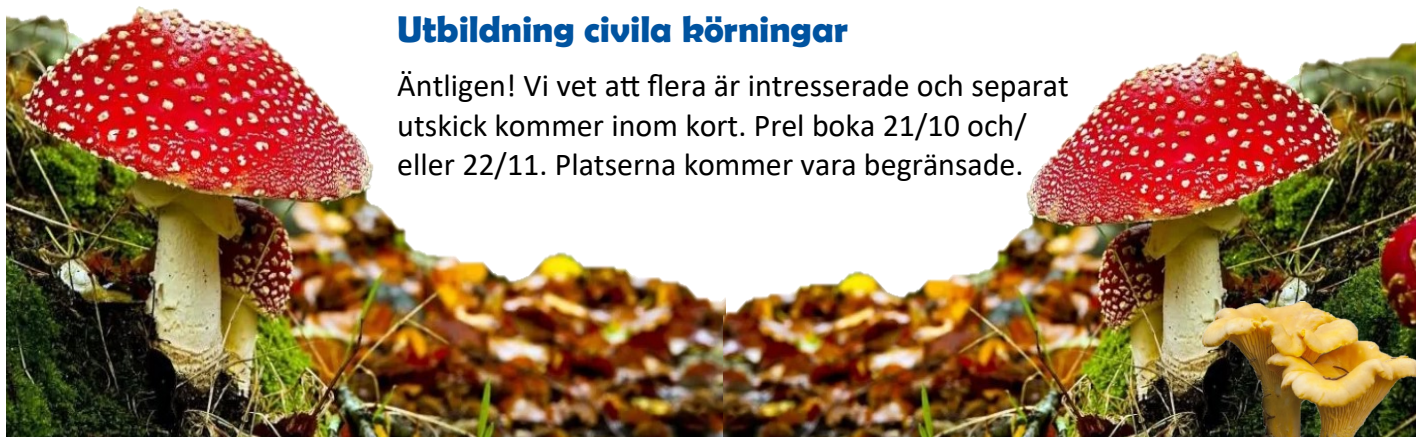 Utbildning civila körningar
Äntligen! Vi vet att flera är intresserade och separat
utskick kommer inom kort. Prel boka 21/10 och/
eller 22/11. Platserna kommer vara begränsade.